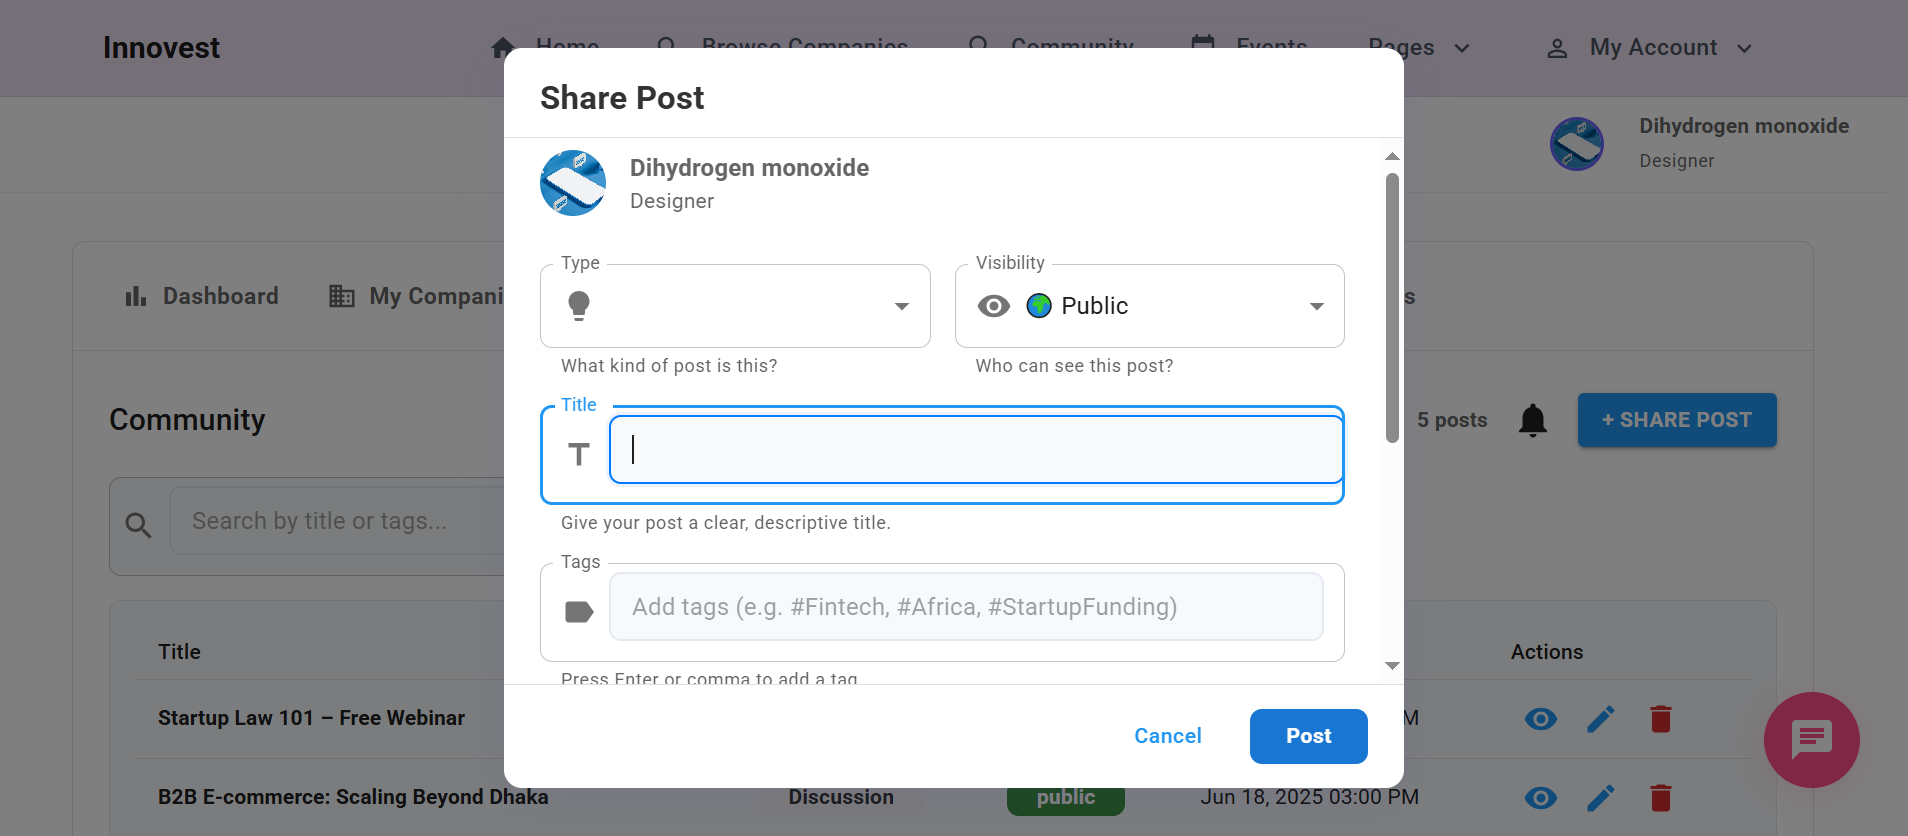 Innovest
Home
Browse Companies
Community
Events
Pages
My Account
Dihydrogen monoxide
Designer
Dashboard
My Compani
s
Community
5 posts
+ SHARE POST
Search by title or tags...
Title
Actions
Startup Law 101 – Free Webinar
M
B2B E-commerce: Scaling Beyond Dhaka
Discussion
public
Jun 18, 2025 03:00 PM
Share Post
Dihydrogen monoxide
Designer
Type
Visibility
Public
What kind of post is this?
Who can see this post?
Title
T
Give your post a clear, descriptive title.
Tags
Add tags (e.g. #Fintech, #Africa, #StartupFunding)
Press Enter or comma to add a tag
Cancel
Post